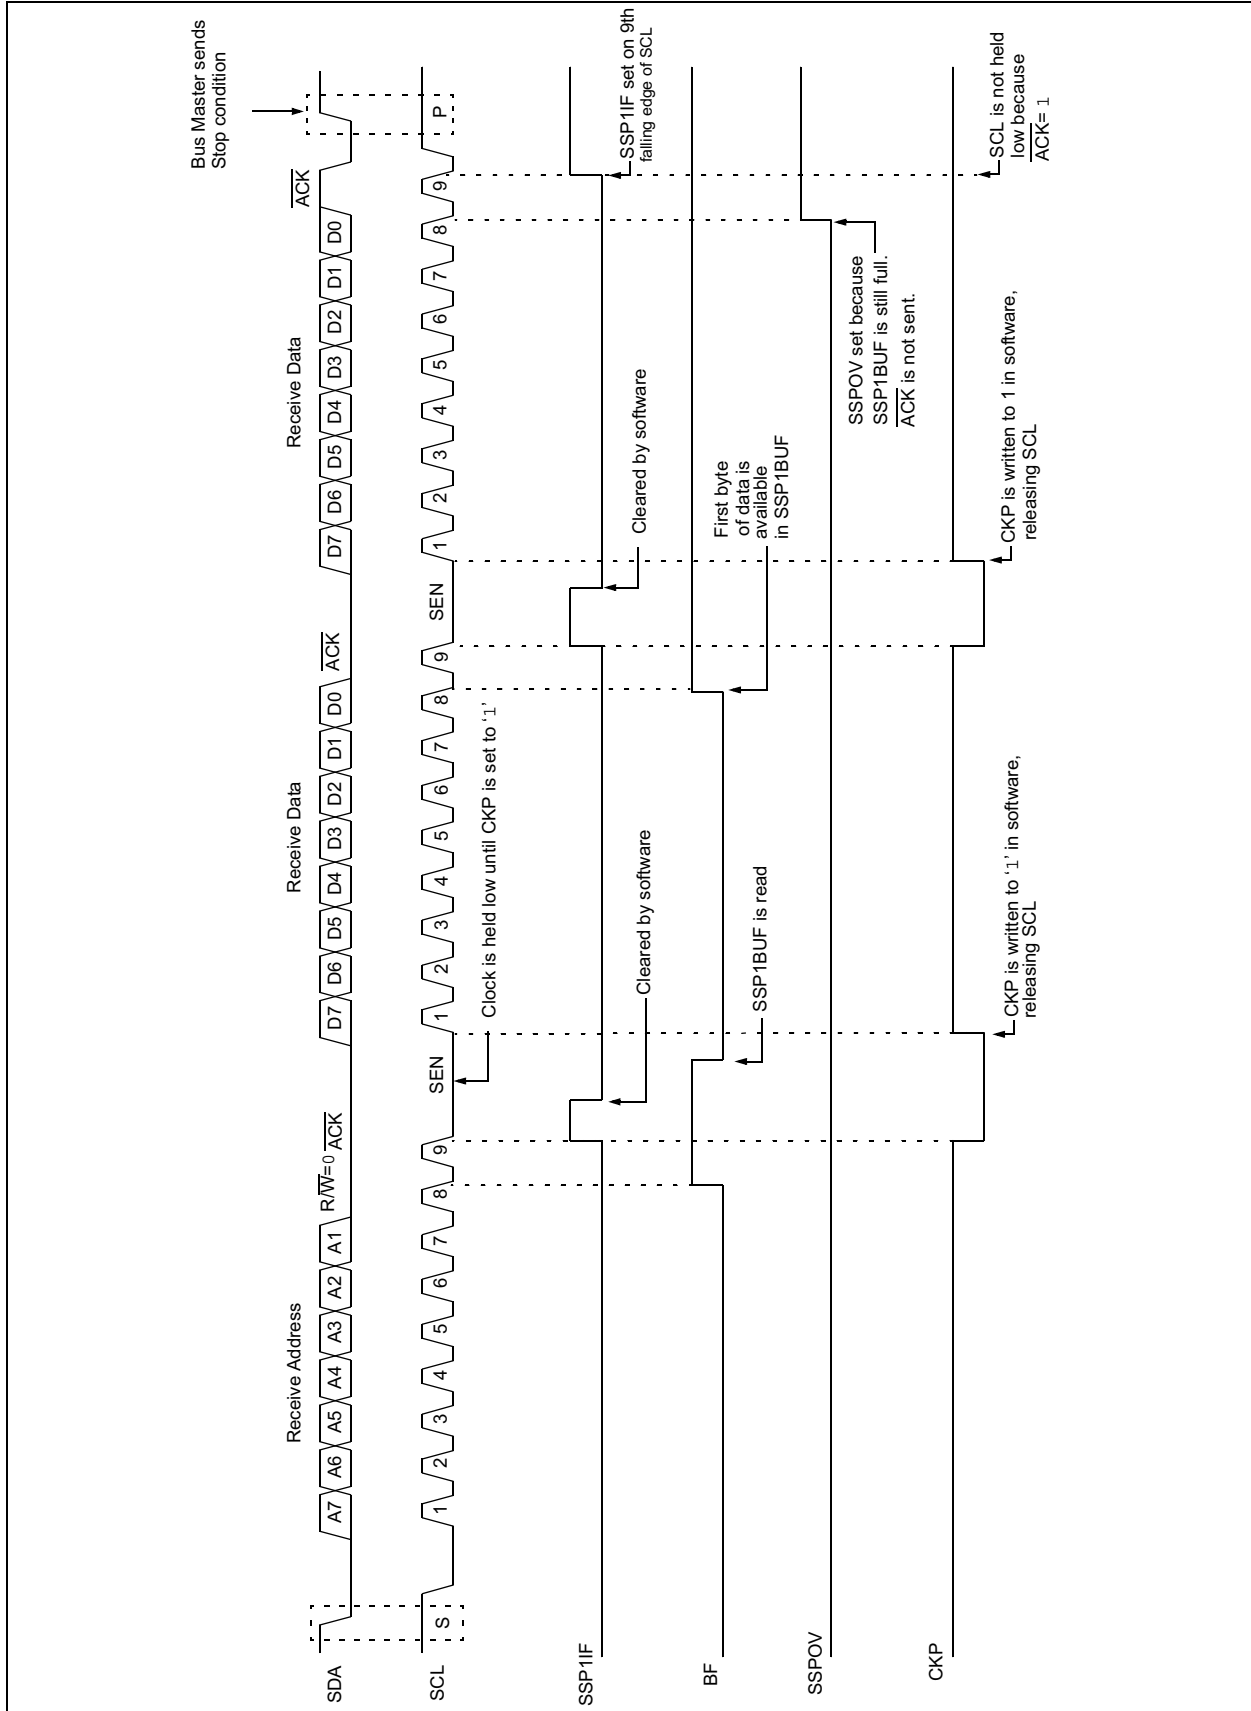 Bus Master sends
Stop condition
Receive Address
R/W=0
ACK
Receive Data
ACK
Receive Data
ACK
SDA
A7 A6 A5 A4 A3 A2 A1
D7 D6 D5 D4 D3 D2 D1 D0
D7 D6 D5 D4 D3 D2 D1 D0
SCL
S
1 2 3 4 5 6 7 8 9
SEN
1 2 3 4 5 6 7 8 9
SEN
1 2 3 4 5 6 7 8 9
P
Clock is held low until CKP is set to ‘1’
SSP1IF
Cleared by software
Cleared by software
SSP1IF set on 9th
falling edge of SCL
BF
SSP1BUF is read
First byte
of data is
available
in SSP1BUF
SSPOV
SSPOV set because
SSP1BUF is still full.
ACK is not sent.
CKP
CKP is written to ‘1’ in software,
releasing SCL
CKP is written to 1 in software,
releasing SCL
SCL is not held
low because
ACK= 1